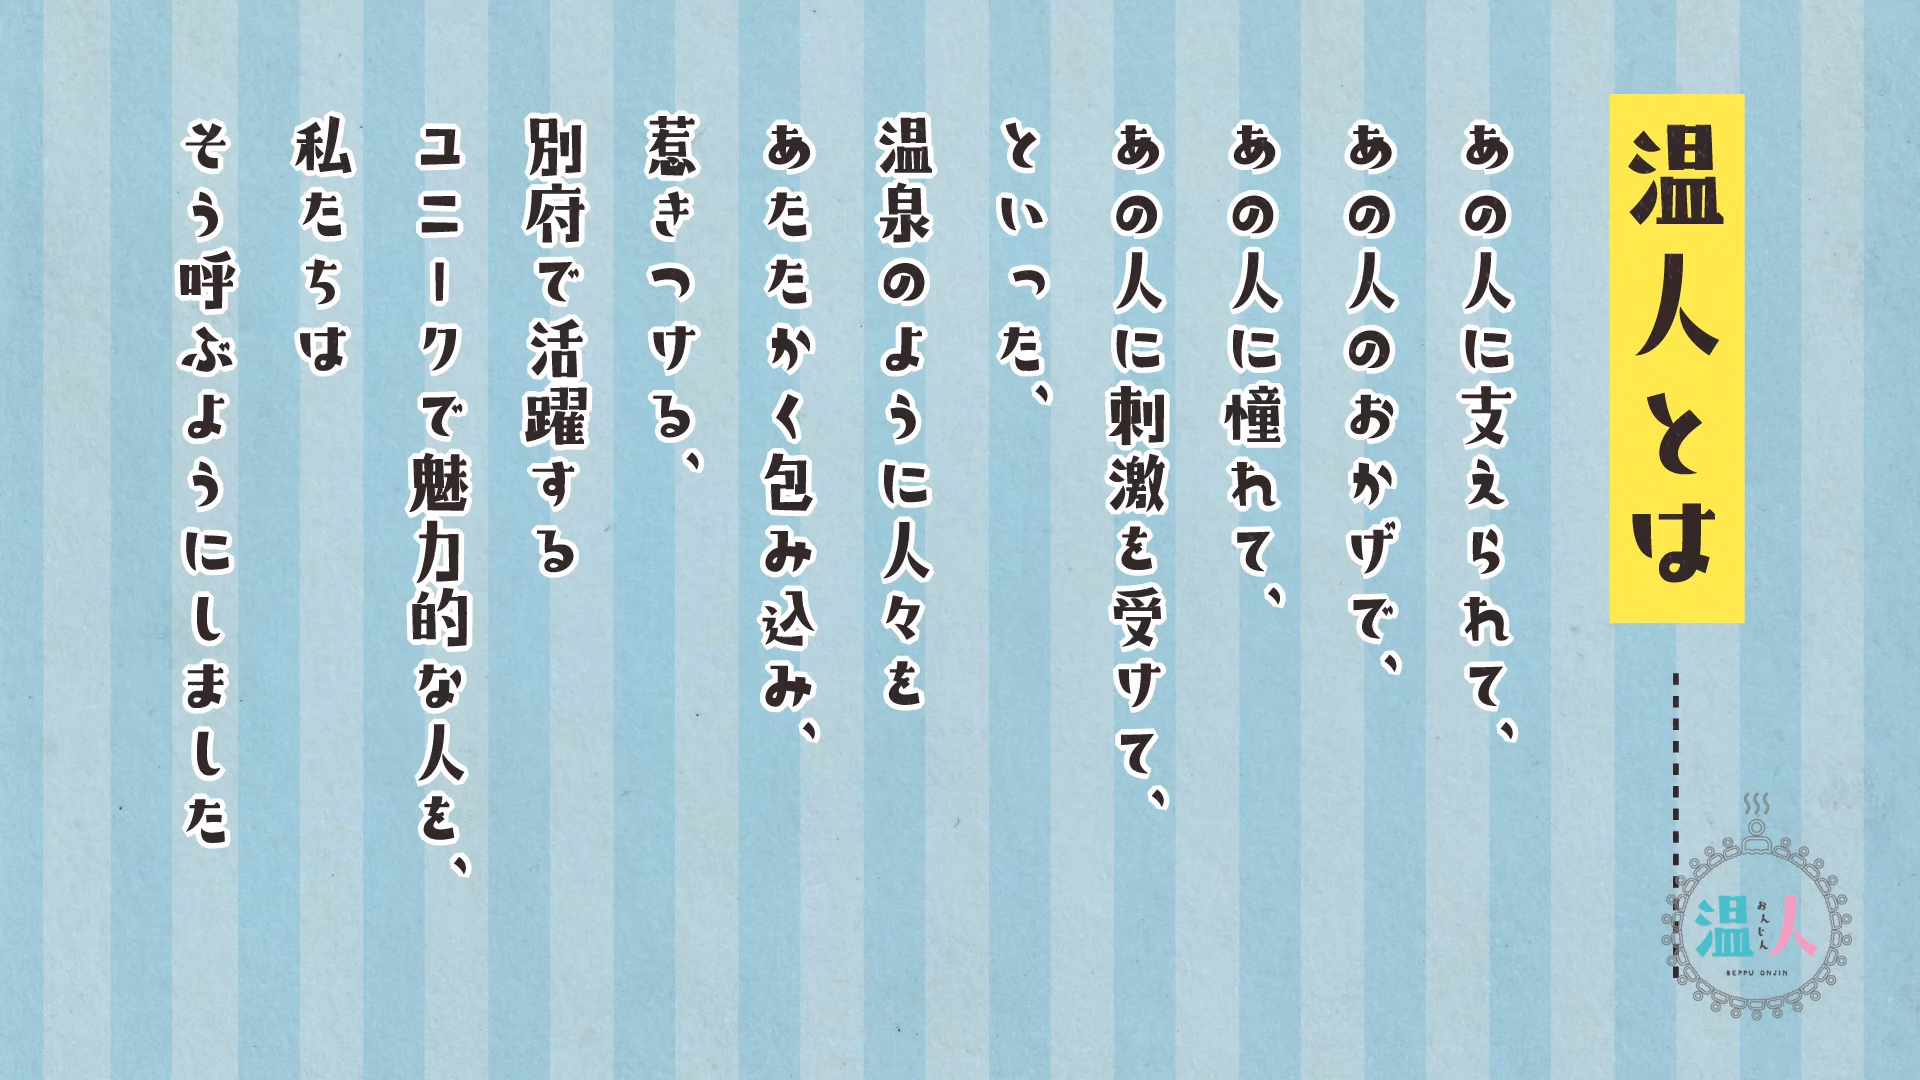 温人とは
あの人に支えられて、
あの人のおかげで、
あの人に憧れて、
あの人に刺激を受けて、
といった、
温泉のように人々を
あたたかく包み込み、
惹きつける、
別府で活躍する
ユニークで魅力的な人を、
私たちは
そう呼ぶようにしました
温人
おんじん
BEPPU ONJIN